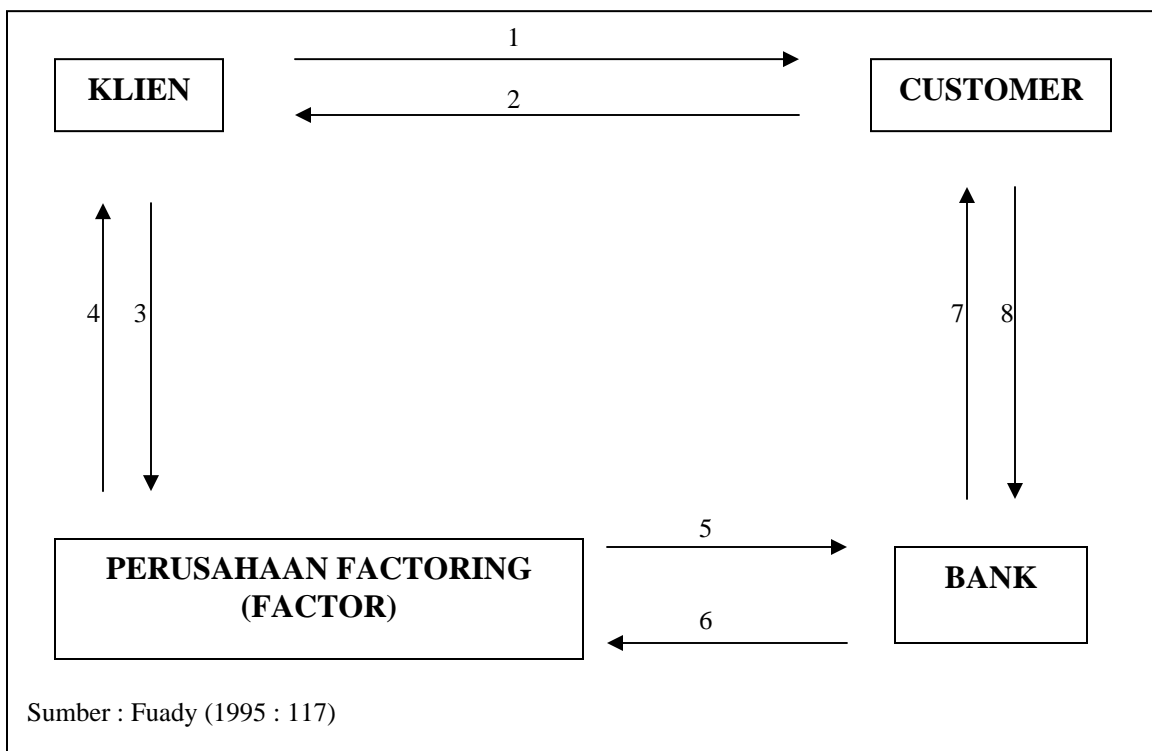 1
KLIEN
CUSTOMER
2
4
3
7
8
PERUSAHAAN FACTORING
(FACTOR)
5
BANK
6
Sumber : Fuady (1995 : 117)